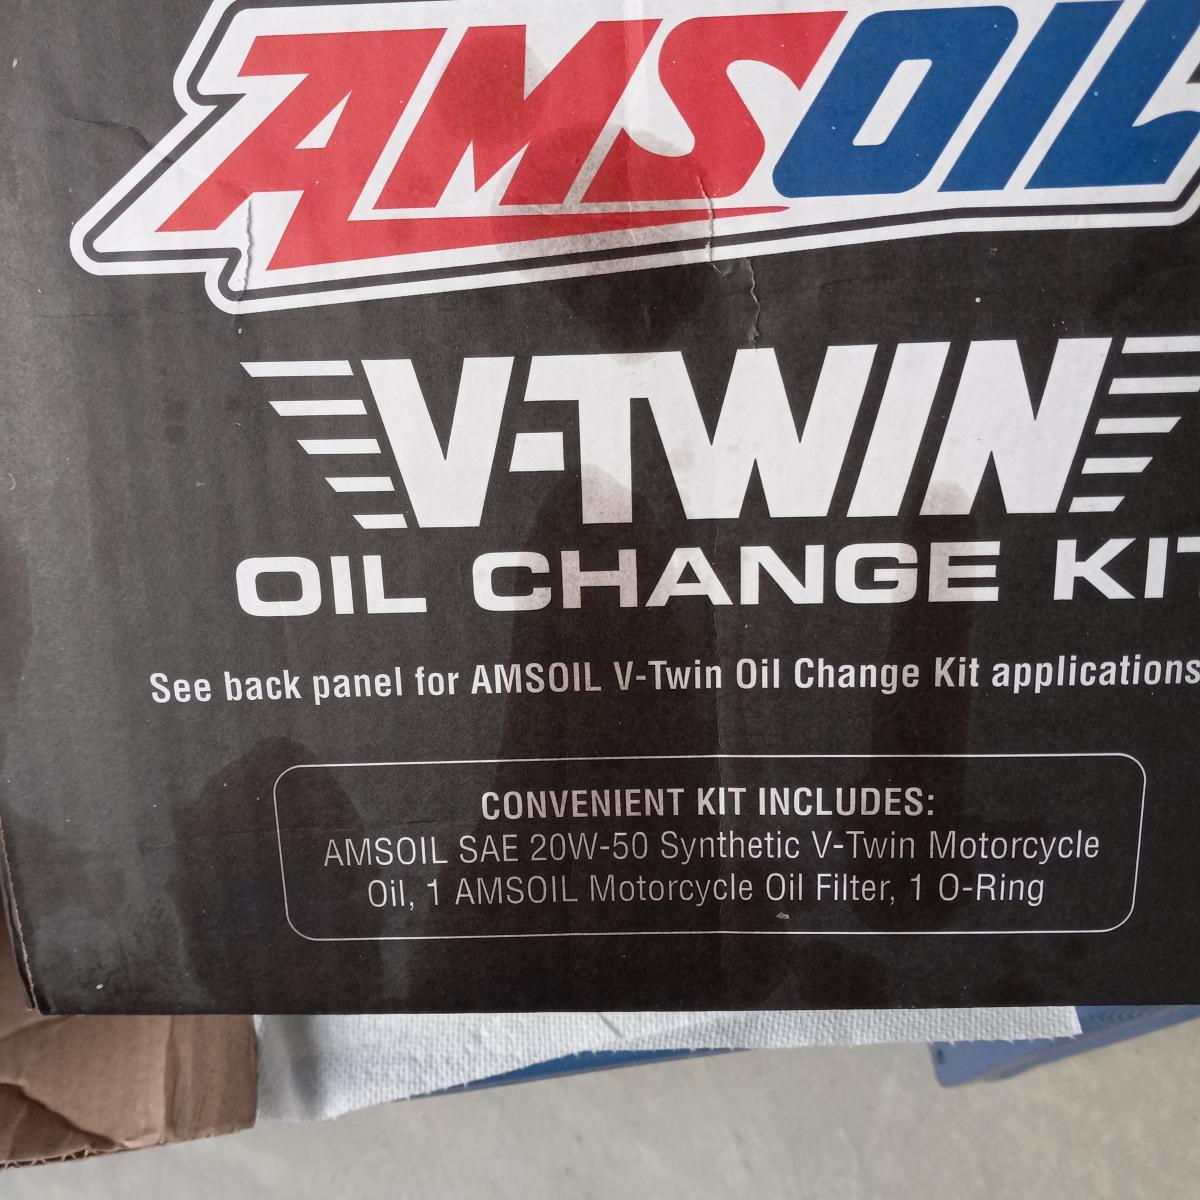 AMSOIL
V-TWIN
OIL CHANGE KIT
See back panel for AMSOIL V-Twin Oil Change Kit applications
CONVENIENT KIT INCLUDES:
AMSOIL SAE 20W-50 Synthetic V-Twin Motorcycle
Oil, 1 AMSOIL Motorcycle Oil Filter, 1 O-Ring